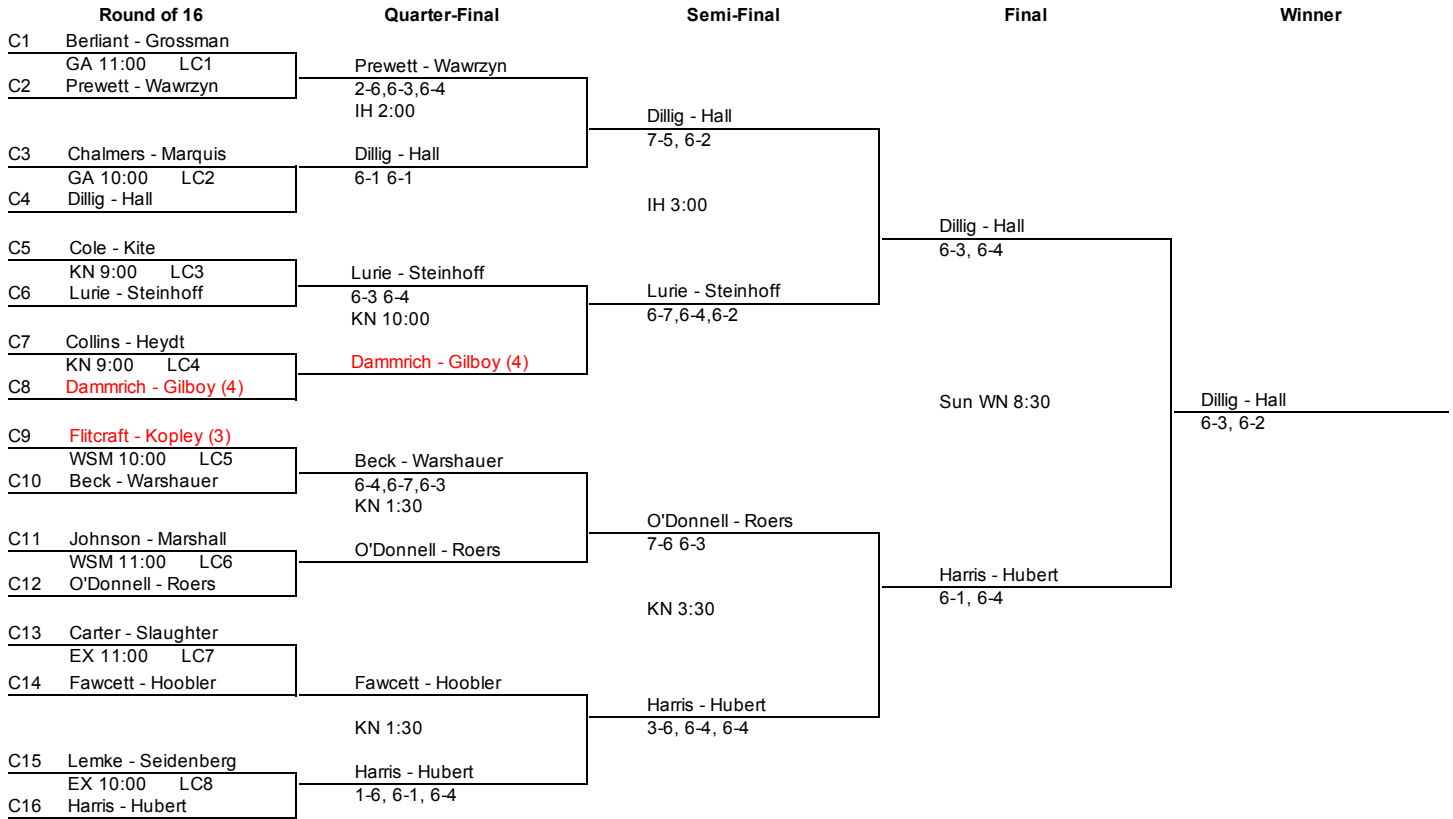 Round of 16 Quarter-Final Semi-Final Final Winner
C1 Berliant - Grossman
GA 11:00 LC1
C2 Prewett - Wawrzyn
C3 Chalmers - Marquis
GA 10:00 LC2
C4 Dillig - Hall
C5 Cole - Kite
KN 9:00 LC3
C6 Lurie - Steinhoff
C7 Collins - Heydt
KN 9:00 LC4
C8 Dammrich - Gilboy (4)
C9 Flitcraft - Kopley (3)
WSM 10:00 LC5
C10 Beck - Warshauer
C11 Johnson - Marshall
WSM 11:00 LC6
C12 O'Donnell - Roers
C13 Carter - Slaughter
EX 11:00 LC7
C14 Fawcett - Hoobler
C15 Lemke - Seidenberg
EX 10:00 LC8
C16 Harris - Hubert
Prewett - Wawrzyn
2-6,6-3,6-4
IH 2:00
Dillig - Hall
6-1 6-1
Lurie - Steinhoff
6-3 6-4
KN 10:00
Dammrich - Gilboy (4)
Beck - Warshauer
6-4,6-7,6-3
KN 1:30
O'Donnell - Roers
Fawcett - Hoobler
KN 1:30
Harris - Hubert
1-6, 6-1, 6-4
Dillig - Hall
7-5, 6-2
IH 3:00
Lurie - Steinhoff
6-7,6-4,6-2
O'Donnell - Roers
7-6 6-3
KN 3:30
Harris - Hubert
3-6, 6-4, 6-4
Dillig - Hall
6-3, 6-4
Sun WN 8:30
Harris - Hubert
6-1, 6-4
Dillig - Hall
6-3, 6-2